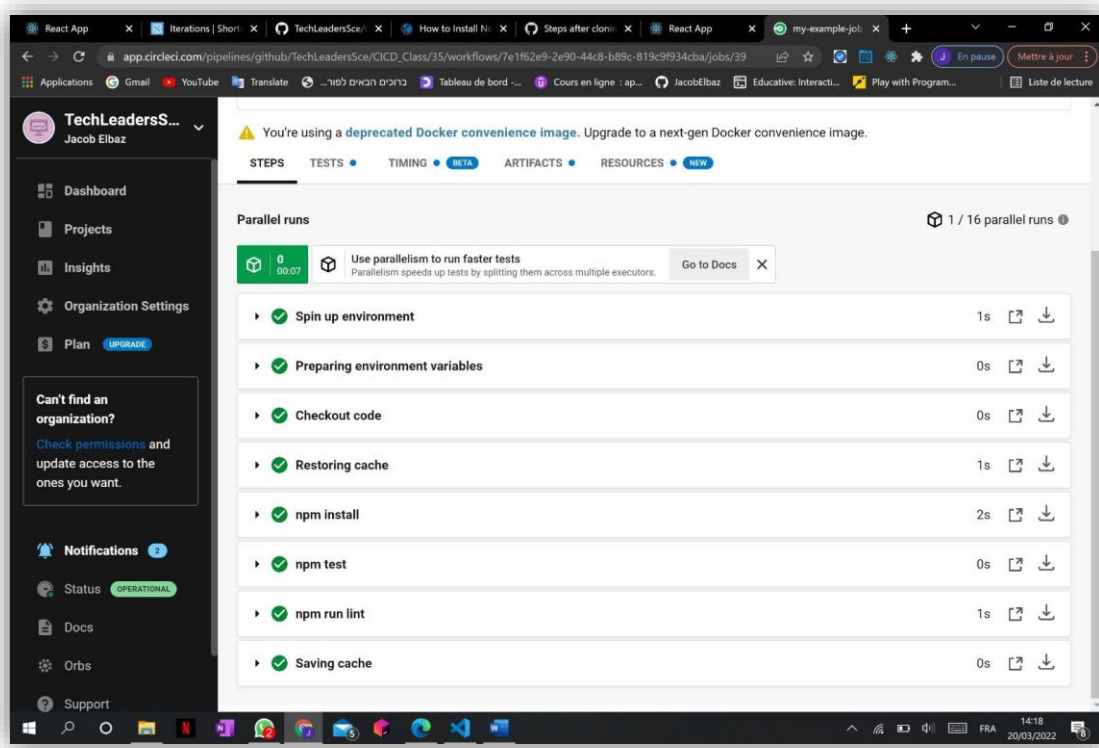 React App
Iterations | Short
TechLeadersSce/
How to Install No
Steps after clonin
React App
my-example-job
app.circleci.com/pipelines/github/TechLeadersSce/CICD_Class/35/workflows/7e1f62e9-2e90-44c8-b89c-819c9f934cba/jobs/39
J
En pause
Mettre à jour
Applications
Gmail
YouTube
Translate
ברוכים הבאים לפור...
Tableau de bord -...
Cours en ligne : ap...
JacobElbaz
Educative: Interacti...
Play with Program...
Liste de lecture
TechLeadersS...
Jacob Elbaz
Dashboard
Projects
Insights
Organization Settings
Plan UPGRADE
Can't find an
organization?
Check permissions and
update access to the
ones you want.
Notifications 2
Status OPERATIONAL
Docs
Orbs
Support
You're using a deprecated Docker convenience image. Upgrade to a next-gen Docker convenience image.
STEPS
TESTS
TIMING BETA
ARTIFACTS
RESOURCES NEW
Parallel runs
1 / 16 parallel runs
0
00:07
Use parallelism to run faster tests
Parallelism speeds up tests by splitting them across multiple executors.
Go to Docs
Spin up environment 1s
Preparing environment variables 0s
Checkout code 0s
Restoring cache 1s
npm install 2s
npm test 0s
npm run lint 1s
Saving cache 0s
FRA
14:18
20/03/2022